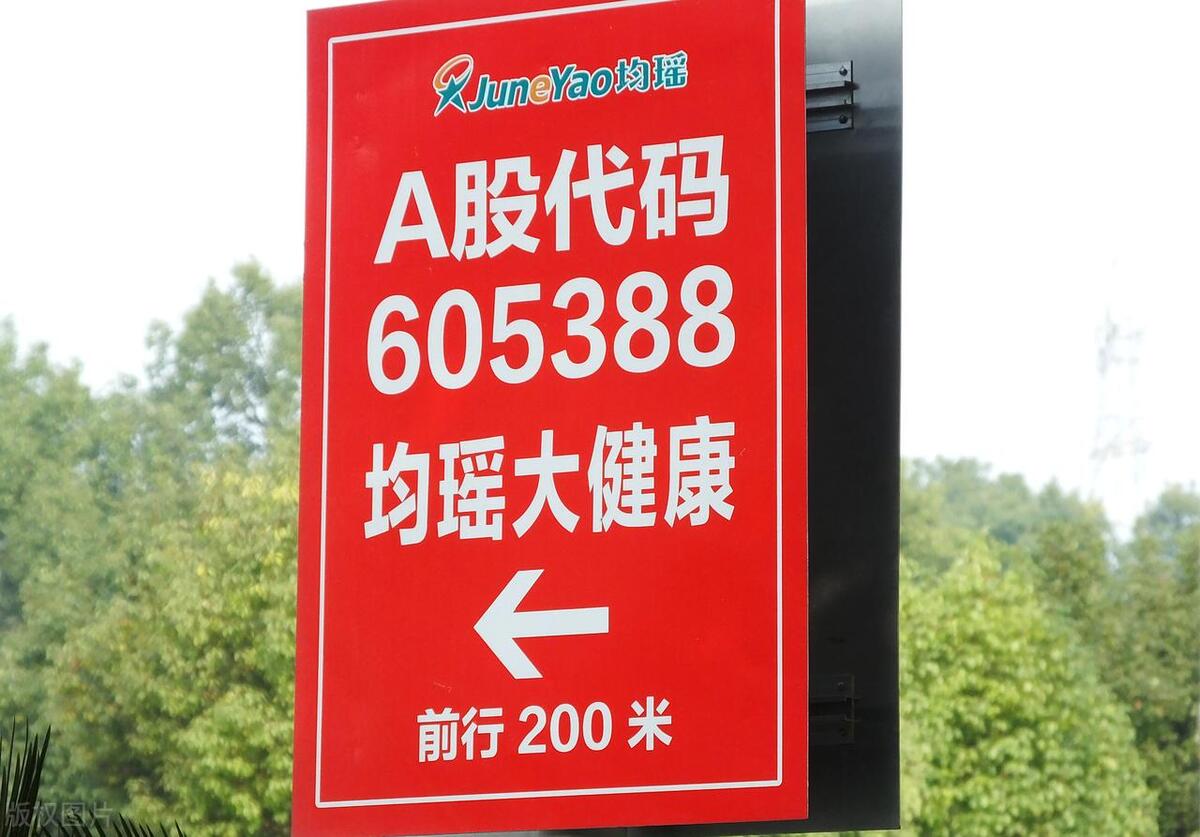 JuneYao均瑶
A股代码
605388
均瑶大健康
前行 200 米
版权图片